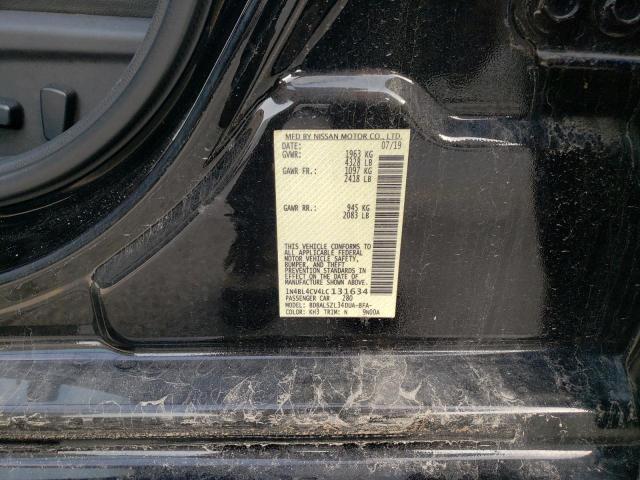 MFD BY NISSAN MOTOR CO., LTD.
DATE: 07/19
GVWR: 1963 KG
4328 LB
GAWR FR.: 1097 KG
2418 LB
GAWR RR.: 945 KG
2083 LB
THIS VEHICLE CONFORMS TO
ALL APPLICABLE FEDERAL
MOTOR VEHICLE SAFETY,
BUMPER, AND THEFT
PREVENTION STANDARDS IN
EFFECT ON THE DATE OF
MANUFACTURE SHOWN ABOVE.
1N4BL4CV4LC131634
PASSENGER CAR 280
MODEL: BDBALSZL34DUA-BFA-
COLOR: KH3 TRIM: N 9N00A